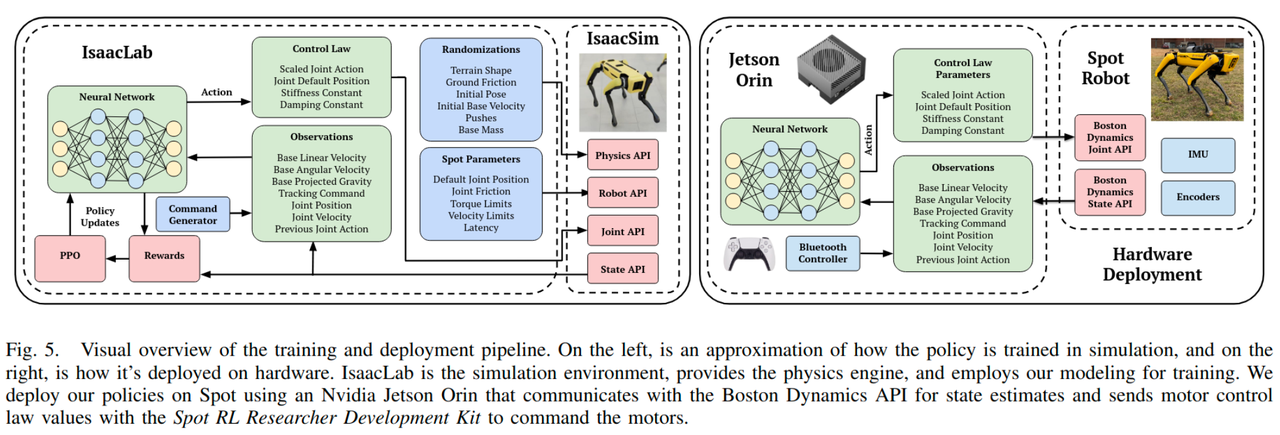 IsaacLab
Neural Network
Action
Control Law
Scaled Joint Action
Joint Default Position
Stiffness Constant
Damping Constant
Observations
Base Linear Velocity
Base Angular Velocity
Base Projected Gravity
Tracking Command
Joint Position
Joint Velocity
Previous Joint Action
Policy
Updates
Command
Generator
PPO
Rewards
Randomizations
Terrain Shape
Ground Friction
Initial Pose
Initial Base Velocity
Pushes
Base Mass
Spot Parameters
Default Joint Position
Joint Friction
Torque Limits
Velocity Limits
Latency
IsaacSim
Physics API
Robot API
Joint API
State API
Jetson
Orin
Neural Network
Action
Bluetooth
Controller
Control Law
Parameters
Scaled Joint Action
Joint Default Position
Stiffness Constant
Damping Constant
Observations
Base Linear Velocity
Base Angular Velocity
Base Projected Gravity
Tracking Command
Joint Position
Joint Velocity
Previous Joint Action
Spot
Robot
Boston
Dynamics
Joint API
Boston
Dynamics
State API
IMU
Encoders
Hardware
Deployment
Fig. 5. Visual overview of the training and deployment pipeline. On the left, is an approximation of how the policy is trained in simulation, and on the
right, is how it's deployed on hardware. IsaacLab is the simulation environment, provides the physics engine, and employs our modeling for training. We
deploy our policies on Spot using an Nvidia Jetson Orin that communicates with the Boston Dynamics API for state estimates and sends motor control
law values with the Spot RL Researcher Development Kit to command the motors.